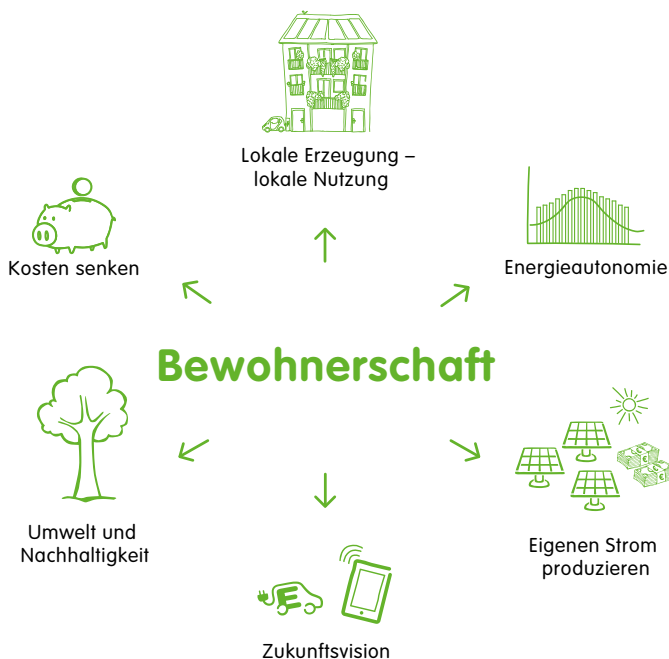 Lokale Erzeugung –
lokale Nutzung
Kosten senken
Energieautonomie
Bewohnerschaft
Umwelt und
Nachhaltigkeit
Eigenen Strom
produzieren
E
Zukunftsvision